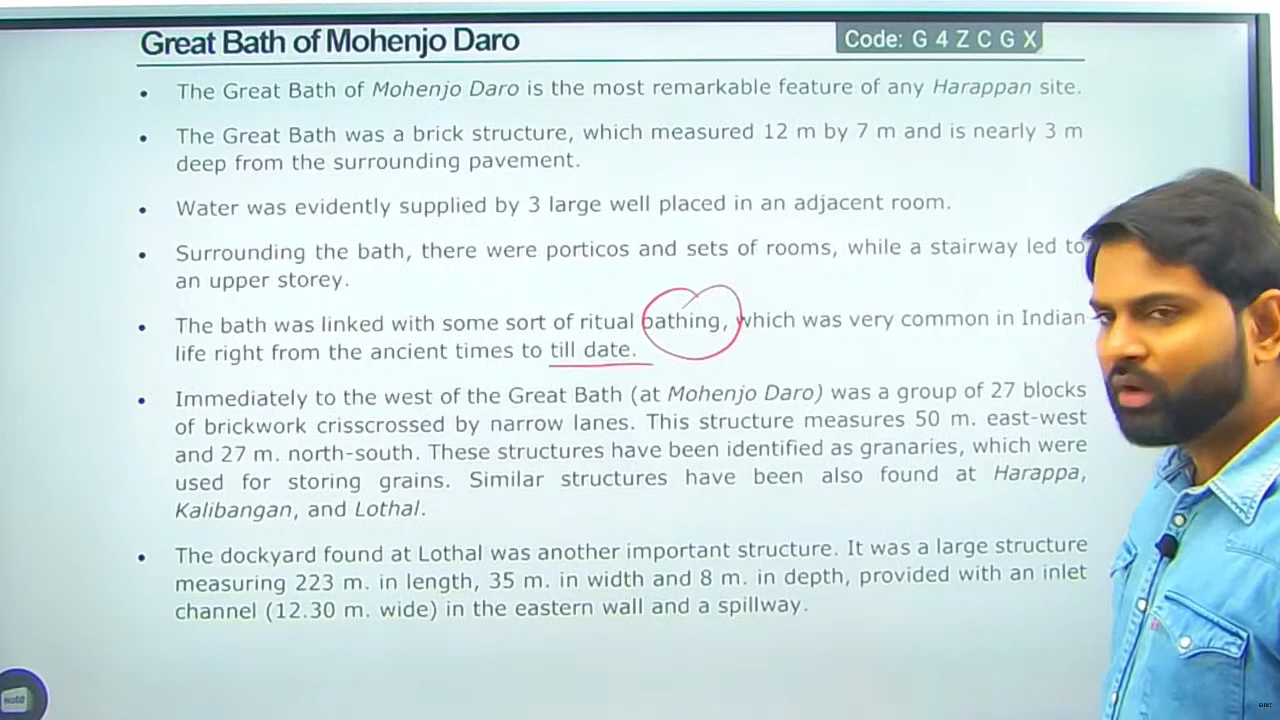 Great Bath of Mohenjo Daro
Code: G 4 Z C G X
• The Great Bath of Mohenjo Daro is the most remarkable feature of any Harappan site.
• The Great Bath was a brick structure, which measured 12 m by 7 m and is nearly 3 m
deep from the surrounding pavement.
• Water was evidently supplied by 3 large well placed in an adjacent room.
• Surrounding the bath, there were porticos and sets of rooms, while a stairway led to
an upper storey.
• The bath was linked with some sort of ritual bathing, which was very common in Indian
life right from the ancient times to till date.
• Immediately to the west of the Great Bath (at Mohenjo Daro) was a group of 27 blocks
of brickwork crisscrossed by narrow lanes. This structure measures 50 m. east-west
and 27 m. north-south. These structures have been identified as granaries, which were
used for storing grains. Similar structures have been also found at Harappa,
Kalibangan, and Lothal.
• The dockyard found at Lothal was another important structure. It was a large structure
measuring 223 m. in length, 35 m. in width and 8 m. in depth, provided with an inlet
channel (12.30 m. wide) in the eastern wall and a spillway.
Note